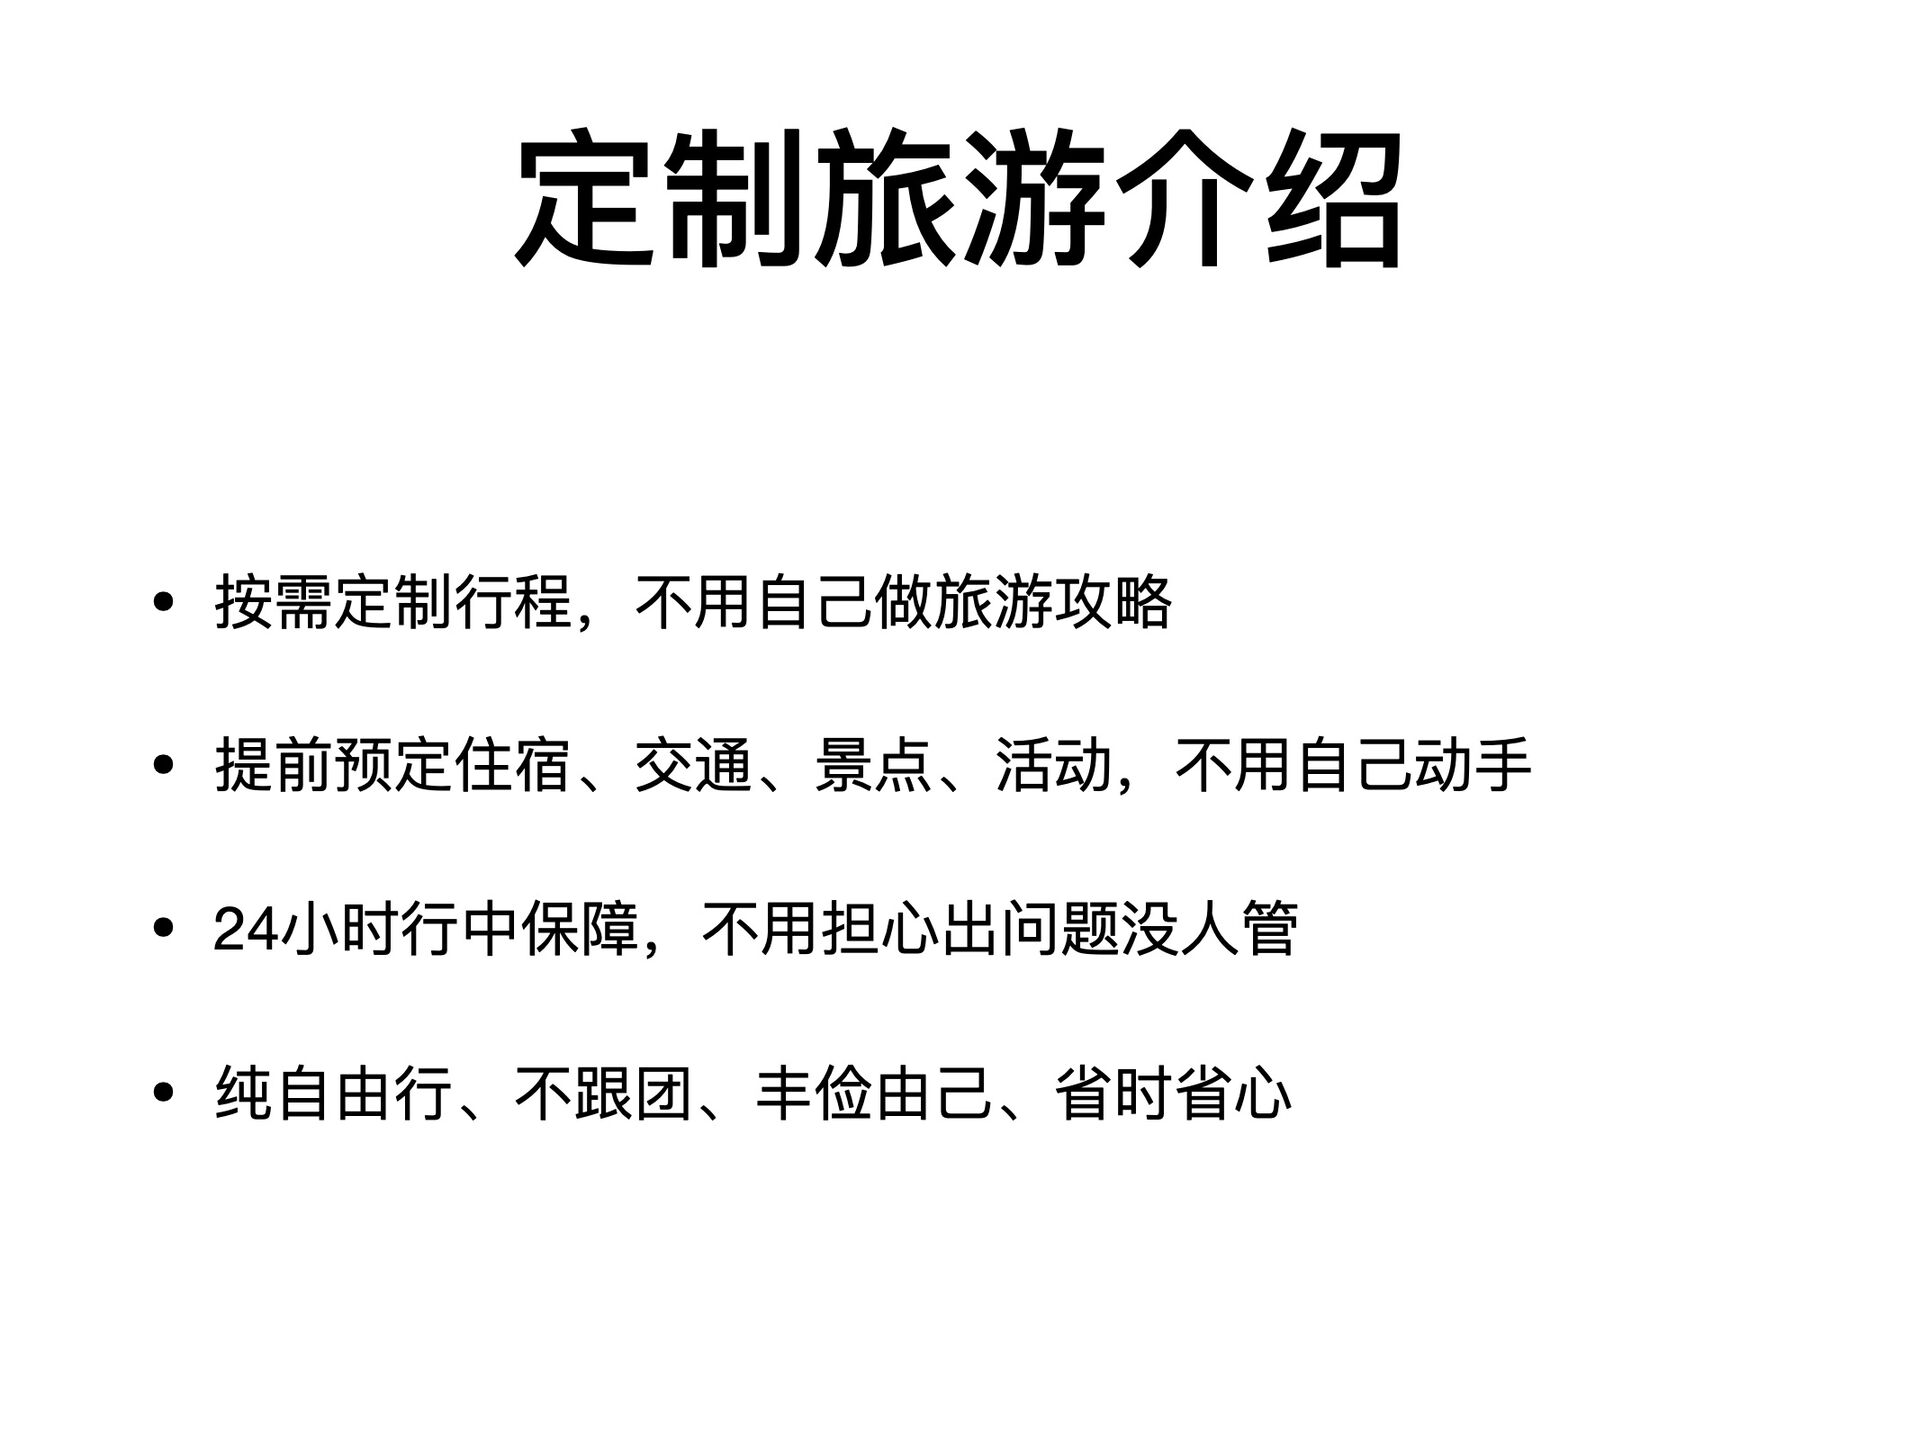 定制旅游介绍
• 按需定制行程，不用自己做旅游攻略
• 提前预定住宿、交通、景点、活动，不用自己动手
• 24小时行中保障，不用担心出问题没人管
• 纯自由行、不跟团、丰俭由己、省时省心